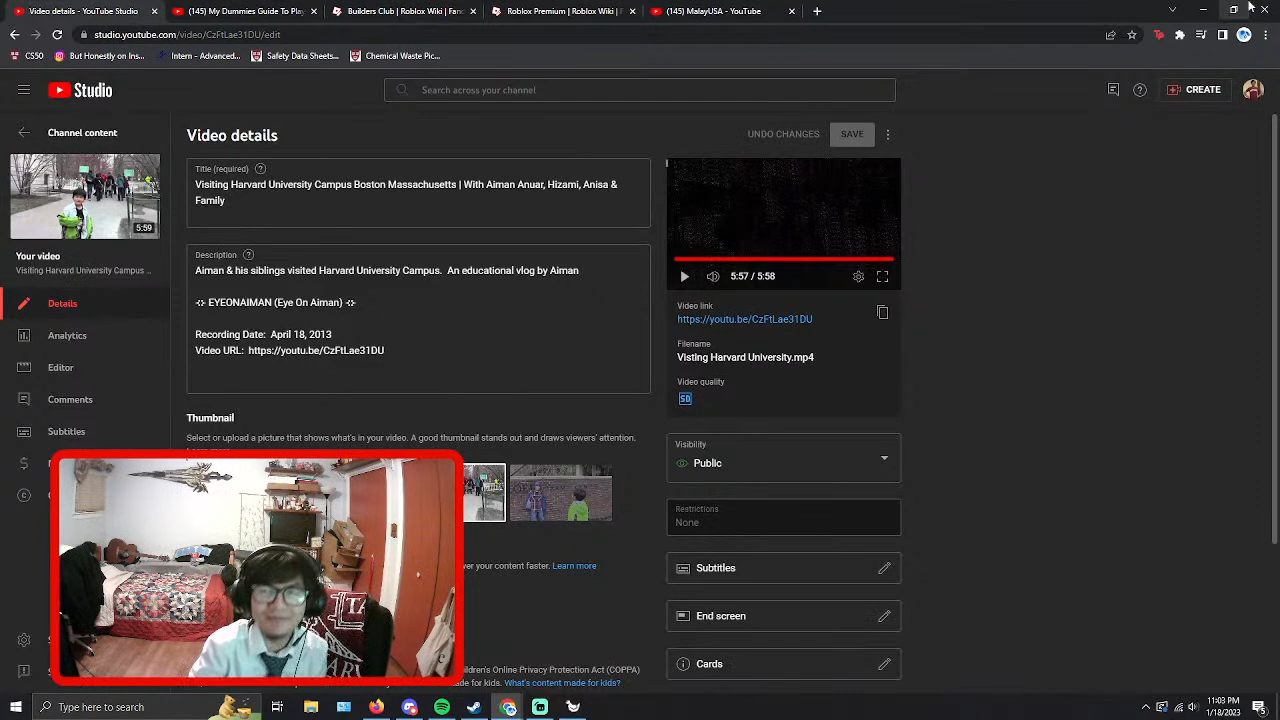 Video details - YouTube Studio
(145) My Dummies Guide To Play
Builders Club | Roblox Wiki | Fan
Roblox Premium | Roblox Wiki | F
(145) MalayUSA - YouTube
studio.youtube.com/video/CzFtLae31DU/edit
CS50
But Honestly on Ins...
Intern - Advanced...
Safety Data Sheets...
Chemical Waste Pic...
Studio
Search across your channel
CREATE
Channel content
Video details
UNDO CHANGES
SAVE
5:59
Your video
Visiting Harvard University Campus ...
Details
Analytics
Editor
Comments
Subtitles
Title (required)
Visiting Harvard University Campus Boston Massachusetts | With Aiman Anuar, Hizami, Anisa &
Family
Description
Aiman & his siblings visited Harvard University Campus.  An educational vlog by Aiman
-:- EYEONAIMAN (Eye On Aiman) -:-
Recording Date:  April 18, 2013
Video URL:  https://youtu.be/CzFtLae31DU
Thumbnail
Select or upload a picture that shows what's in your video. A good thumbnail stands out and draws viewers' attention.
er your content faster. Learn more
ildren's Online Privacy Protection Act (COPPA)
What's content made for kids?
5:57 / 5:58
Video link
https://youtu.be/CzFtLae31DU
Filename
Visting Harvard University.mp4
Video quality
SD
Visibility
Public
Restrictions
None
Subtitles
End screen
Cards
Type here to search
11:03 PM
1/18/2023